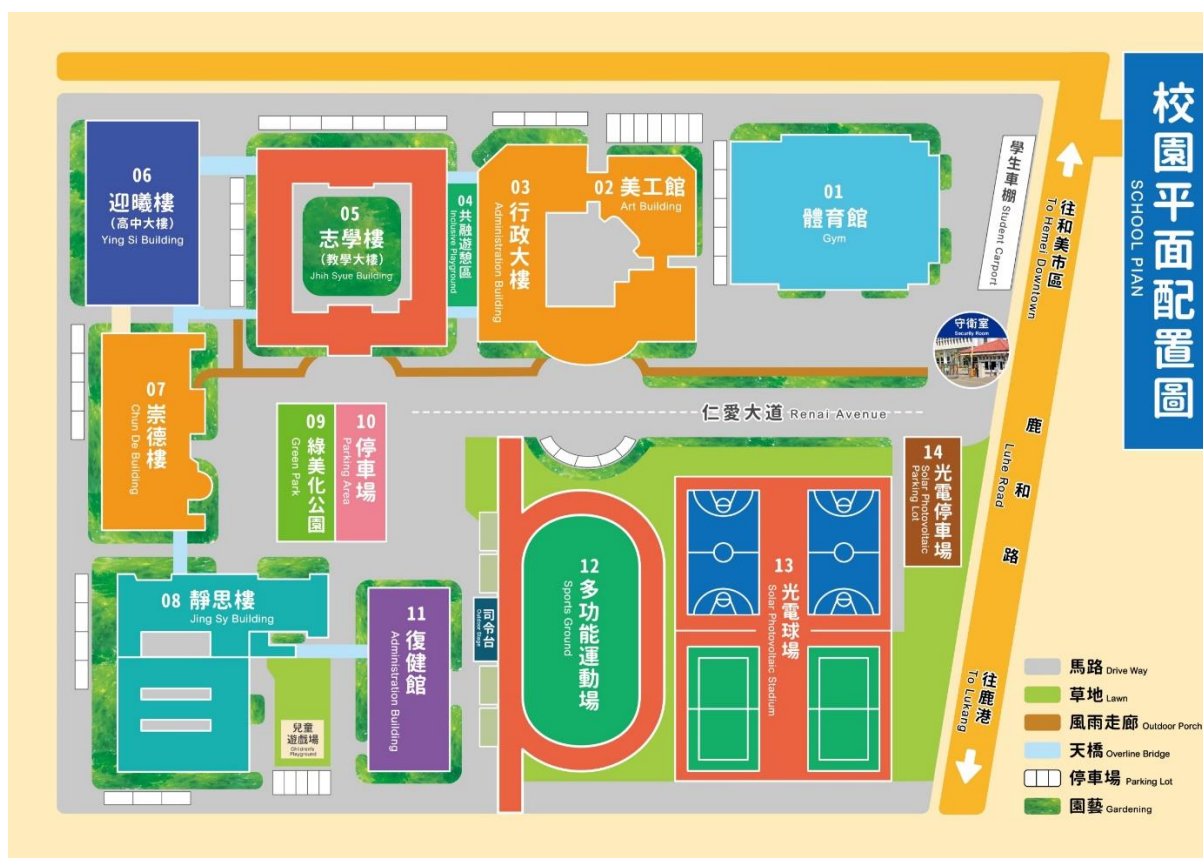 校園平面配置圖
SCHOOL PIAN
06
迎曦樓
(高中大樓)
Ying Si Building
05
志學樓
(教學大樓)
Jhih Syue Building
04 共融遊憩區
Inclusive Playground
03 行政大樓
Administration Building
02 美工館
Art Building
01
體育館
Gym
學生車棚 Student Carport
往和美市區
To Hemei Downtown
守衛室
Security Room
07
崇德樓
Chun De Building
09
綠美化公園
Green Park
10
停車場
Parking Area
仁愛大道 Renai Avenue
鹿和路
Luhe Road
14
光電停車場
Solar Photovoltaic
Parking Lot
08 靜思樓
Jing Sy Building
11
復健館
Administration Building
司令台
Outdoor Stage
12
多功能運動場
Sports Ground
13
光電球場
Solar Photovoltaic Stadium
兒童
遊戲場
Children's
Playground
往鹿港
To Lukang
馬路 Drive Way
草地 Lawn
風雨走廊 Outdoor Porch
天橋 Overline Bridge
停車場 Parking Lot
園藝 Gardening